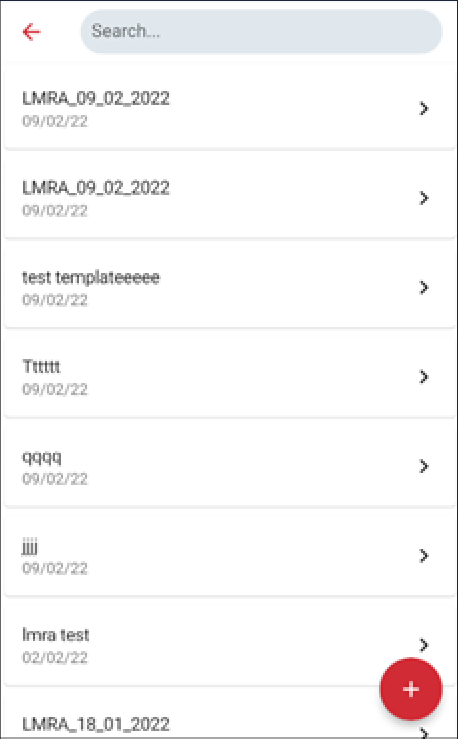 Search...
LMRA_09_02_2022
09/02/22
LMRA_09_02_2022
09/02/22
test templateeeee
09/02/22
Tttttt
09/02/22
qqqq
09/02/22
jjjj
09/02/22
lmra test
02/02/22
LMRA_18_01_2022